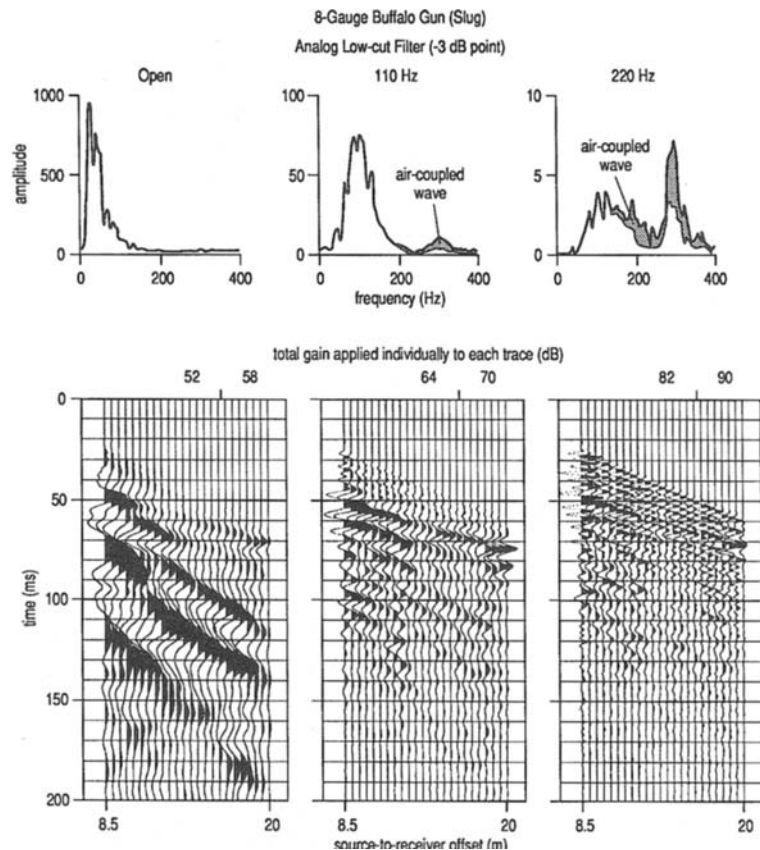 8-Gauge Buffalo Gun (Slug)
Analog Low-cut Filter (-3 dB point)
Open
110 Hz
220 Hz
1000
500
0
amplitude
0
200
400
100
50
0
air-coupled
wave
0
200
400
frequency (Hz)
10
5
0
air-coupled
wave
0
200
400
total gain applied individually to each trace (dB)
52
58
64
70
82
90
0
50
100
150
200
time (ms)
8.5
20
8.5
20
8.5
20
source-to-receiver offset (m)